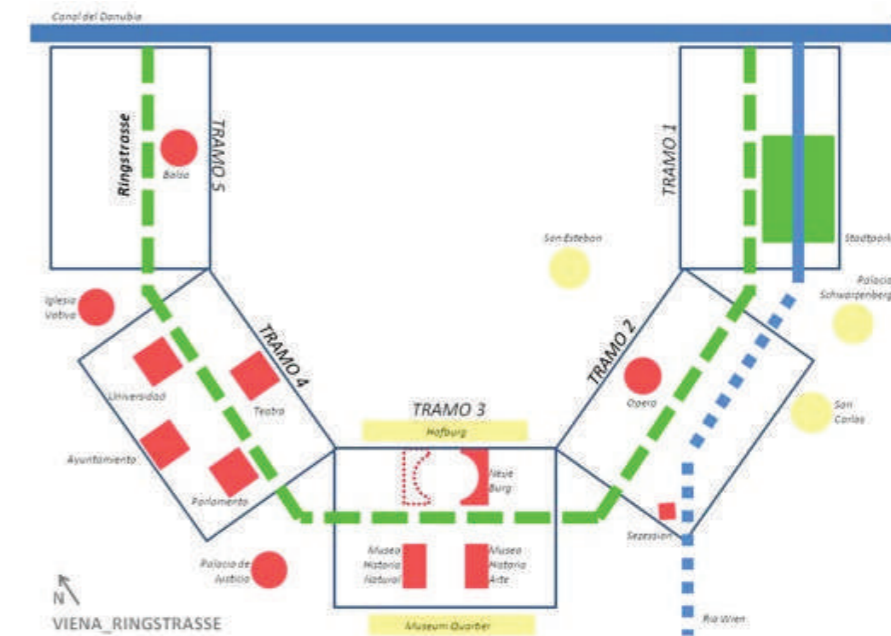 Canal del Danubio
Ringstrasse
TRAMO 5
Bolsa
TRAMO 1
Stadtpark
San Esteban
Palacio
Schwarzenberg
Iglesia
Votiva
TRAMO 4
TRAMO 2
Universidad
Teatro
Opera
San
Carlos
TRAMO 3
Hofburg
Ayuntamiento
Parlamento
Neue
Burg
Sezession
Palacio de
Justicia
Museo
Historia
Natural
Museo
Historia
Arte
N
VIENA_RINGSTRASSE
Museum Quartier
Rio Wien